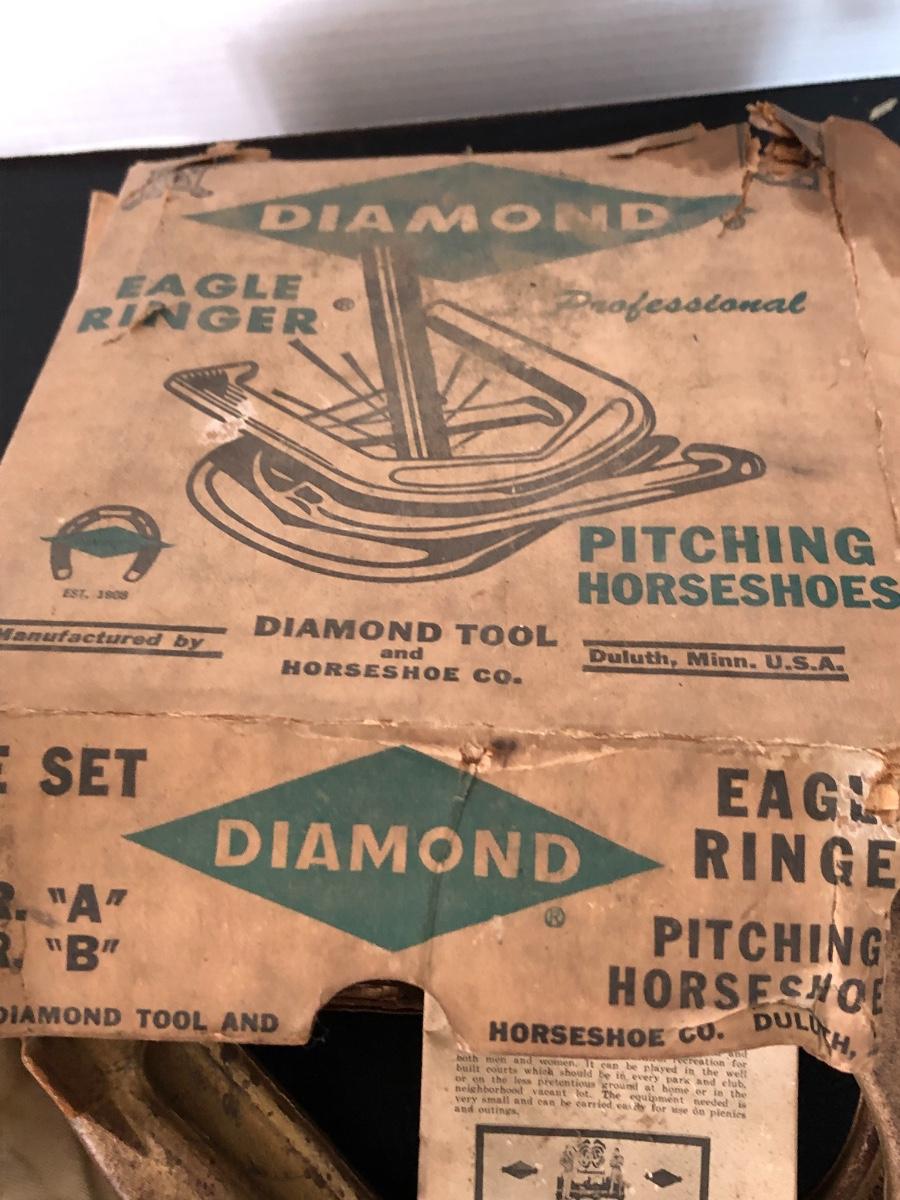 DIAMOND
EAGLE
RINGER ®
Professional
PITCHING
HORSESHOES
EST. 1908
Manufactured by
DIAMOND TOOL
and
HORSESHOE CO.
Duluth, Minn. U.S.A.
E SET
R. "A"
R. "B"
DIAMOND ®
EAGL
RINGE
PITCHING
HORSESHOE
DIAMOND TOOL AND
HORSESHOE CO. DULUTH,
recreation for
both men and women. It can be played in the well
built courts which should be in every park and club,
or on the less pretentious ground at home or in the
neighborhood vacant lot. The equipment needed is
very small and can be carried easily for use on picnics
and outings.